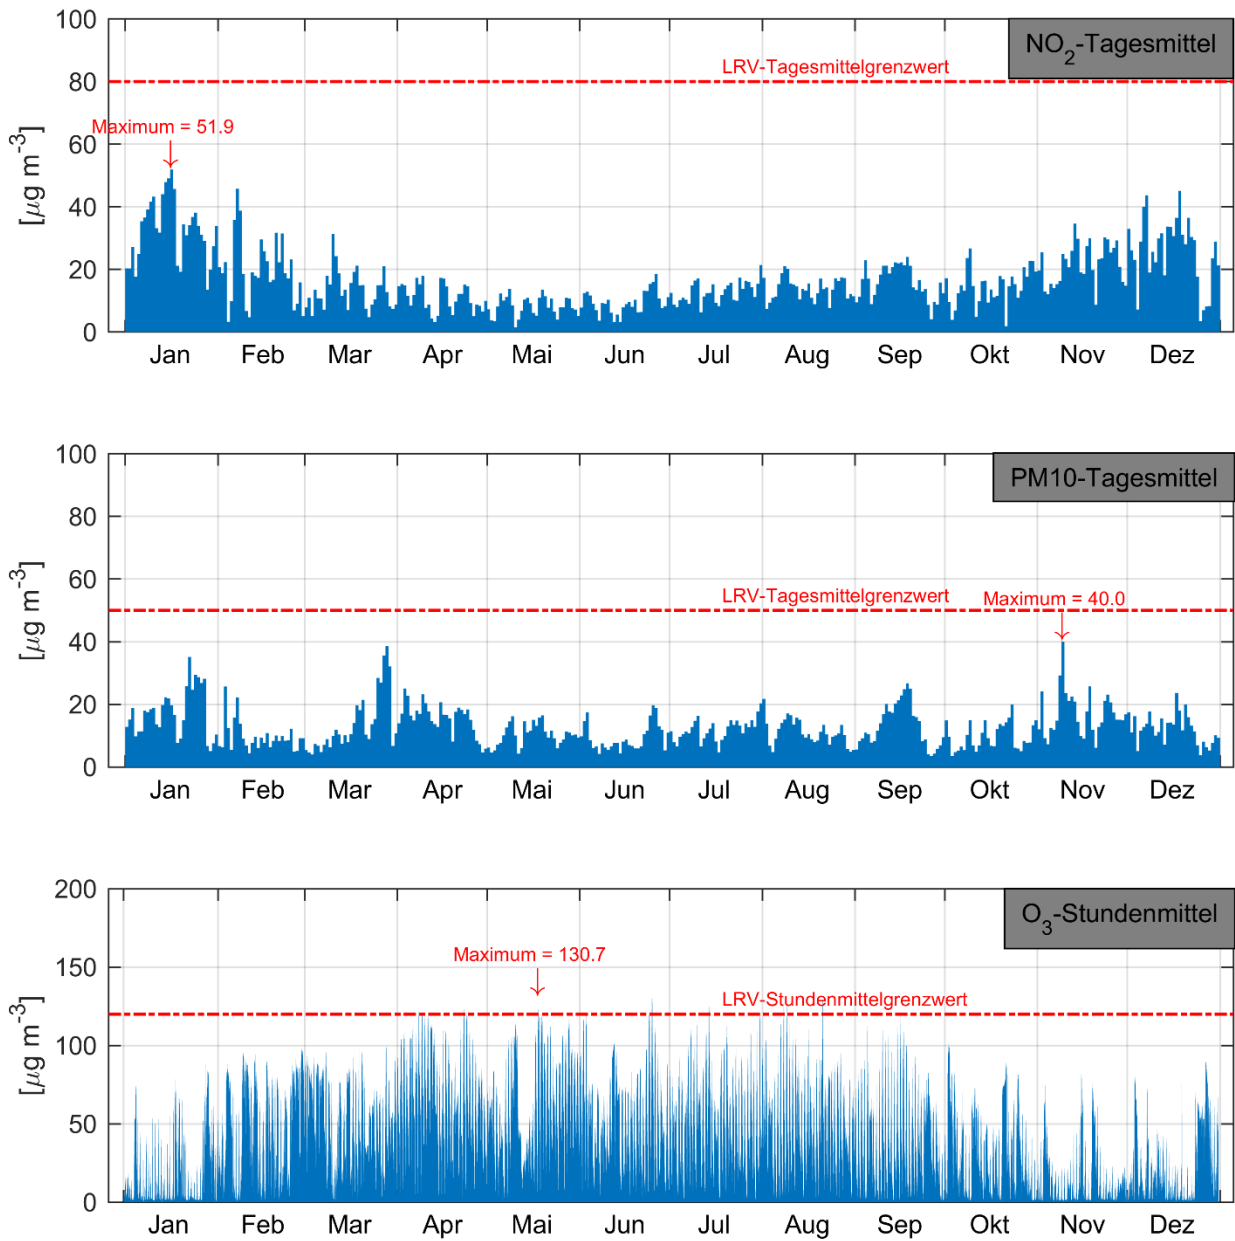 100
NO₂-Tagesmittel
LRV-Tagesmittelgrenzwert
80
Maximum = 51.9
60
40
20
0
[μg m⁻³]
Jan Feb Mar Apr Mai Jun Jul Aug Sep Okt Nov Dez
100
PM10-Tagesmittel
80
LRV-Tagesmittelgrenzwert
Maximum = 40.0
60
40
20
0
[μg m⁻³]
Jan Feb Mar Apr Mai Jun Jul Aug Sep Okt Nov Dez
200
O₃-Stundenmittel
Maximum = 130.7
150
LRV-Stundenmittelgrenzwert
100
50
0
[μg m⁻³]
Jan Feb Mar Apr Mai Jun Jul Aug Sep Okt Nov Dez